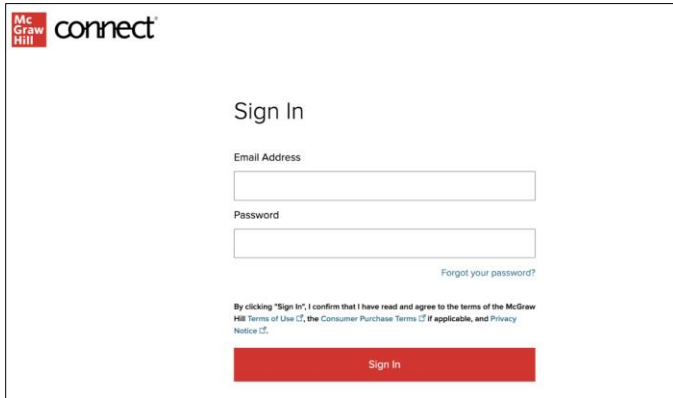 Mc
Graw
Hill
connect
Sign In
Email Address
Password
Forgot your password?
By clicking "Sign In", I confirm that I have read and agree to the terms of the McGraw
Hill Terms of Use, the Consumer Purchase Terms if applicable, and Privacy
Notice.
Sign In